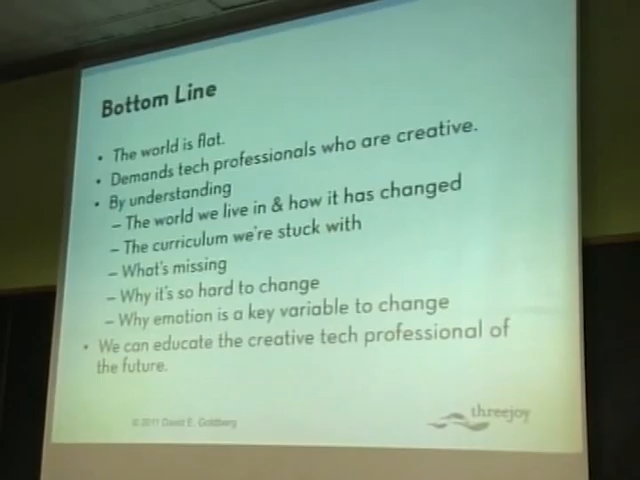 Bottom Line
• The world is flat.
• Demands tech professionals who are creative.
• By understanding
– The world we live in & how it has changed
– The curriculum we're stuck with
– What's missing
– Why it's so hard to change
– Why emotion is a key variable to change
• We can educate the creative tech professional of
the future.
© 2011 David E. Goldberg
threejoy